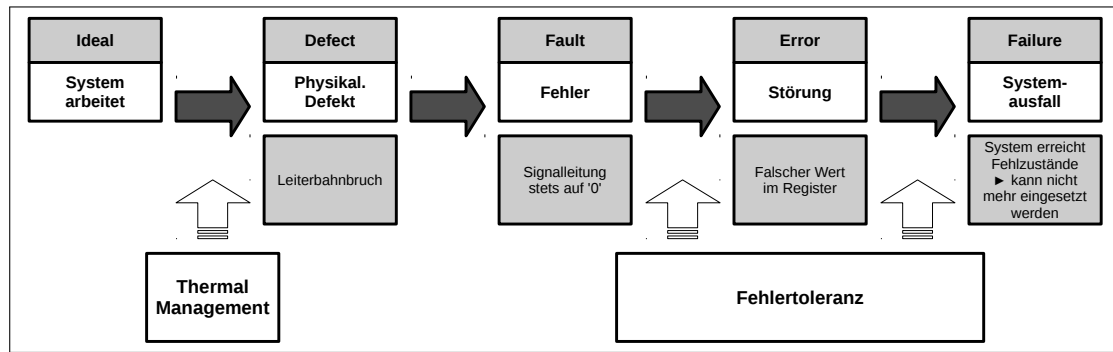 Ideal
System
arbeitet
Defect
Physikal.
Defekt
Leiterbahnbruch
Fault
Fehler
Signalleitung
stets auf '0'
Error
Störung
Falscher Wert
im Register
Failure
System-
ausfall
System erreicht
Fehlzustände
► kann nicht
mehr eingesetzt
werden
Thermal
Management
Fehlertoleranz